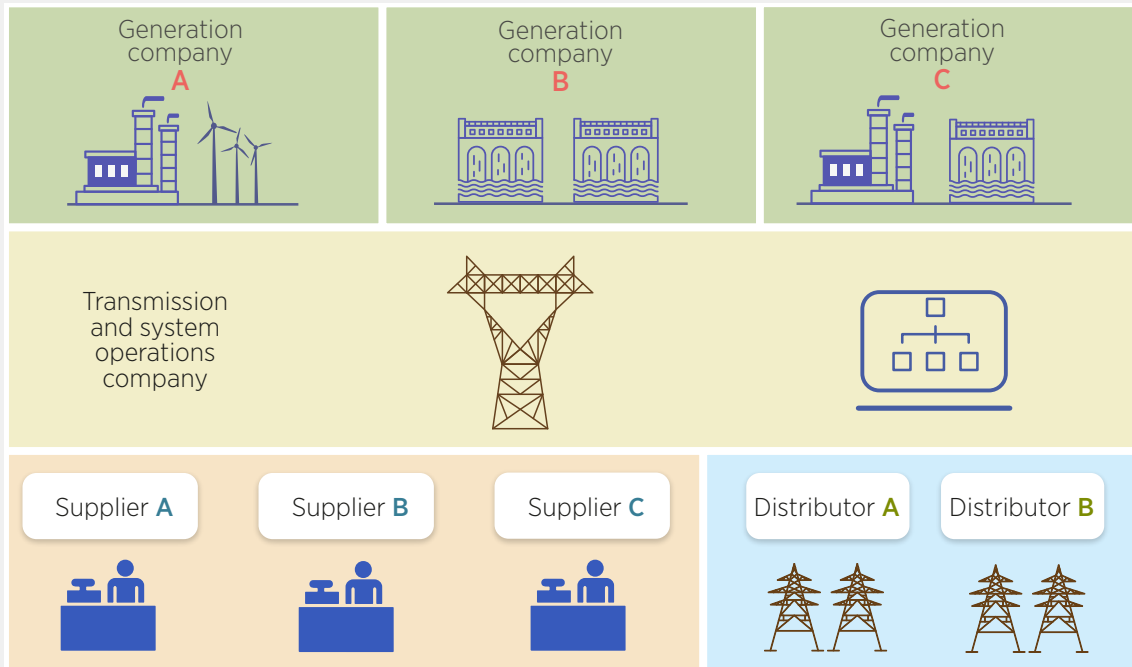 Generation
company
A
Generation
company
B
Generation
company
C
Transmission
and system
operations
company
Supplier A
Supplier B
Supplier C
Distributor A
Distributor B